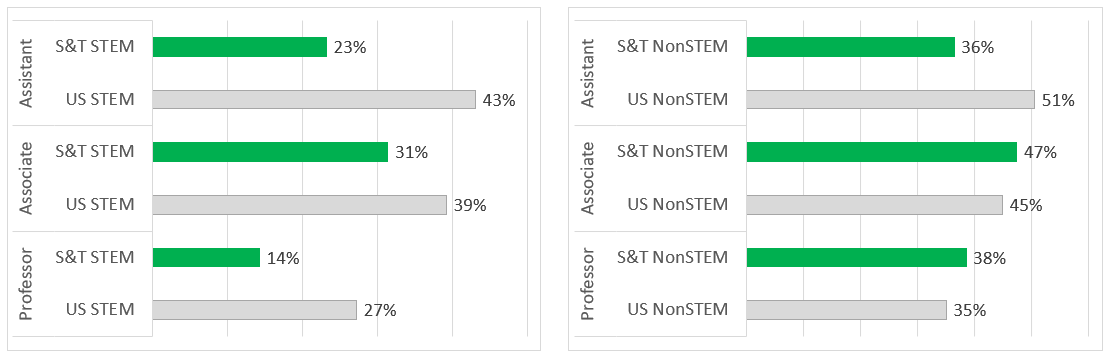 Assistant
S&T STEM
23%
US STEM
43%
Associate
S&T STEM
31%
US STEM
39%
Professor
S&T STEM
14%
US STEM
27%
Assistant
S&T NonSTEM
36%
US NonSTEM
51%
Associate
S&T NonSTEM
47%
US NonSTEM
45%
Professor
S&T NonSTEM
38%
US NonSTEM
35%